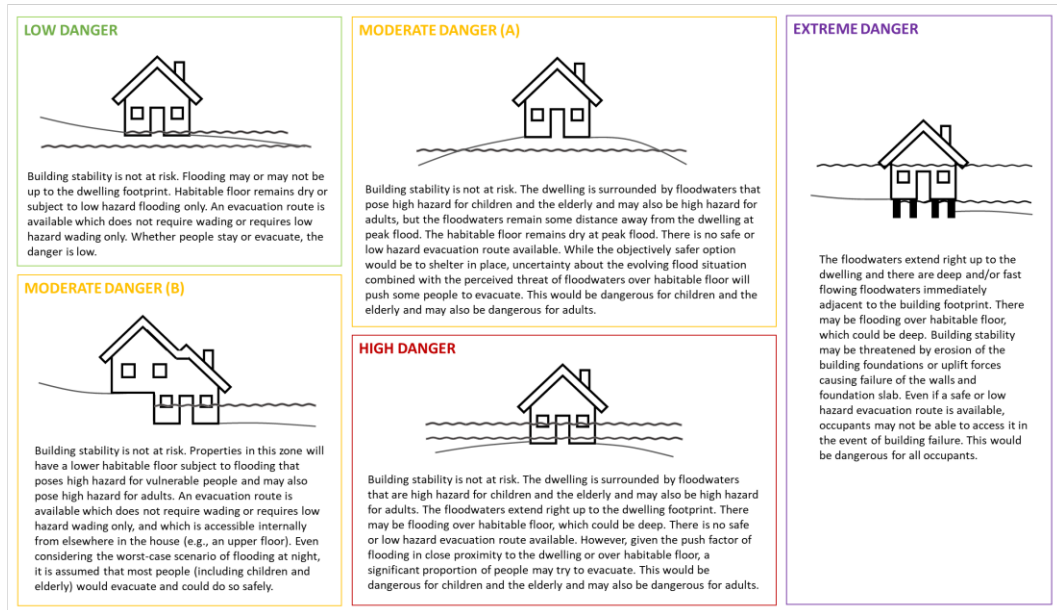 LOW DANGER
Building stability is not at risk. Flooding may or may not be
up to the dwelling footprint. Habitable floor remains dry or
subject to low hazard flooding only. An evacuation route is
available which does not require wading or requires low
hazard wading only. Whether people stay or evacuate, the
danger is low.
MODERATE DANGER (A)
Building stability is not at risk. The dwelling is surrounded by floodwaters that
pose high hazard for children and the elderly and may also be high hazard for
adults, but the floodwaters remain some distance away from the dwelling at
peak flood. The habitable floor remains dry at peak flood. There is no safe or
low hazard evacuation route available. While the objectively safer option
would be to shelter in place, uncertainty about the evolving flood situation
combined with the perceived threat of floodwaters over habitable floor will
push some people to evacuate. This would be dangerous for children and the
elderly and may also be dangerous for adults.
MODERATE DANGER (B)
Building stability is not at risk. Properties in this zone will
have a lower habitable floor subject to flooding that
poses high hazard for vulnerable people and may also
pose high hazard for adults. An evacuation route is
available which does not require wading or requires low
hazard wading only, and which is accessible internally
from elsewhere in the house (e.g., an upper floor). Even
considering the worst-case scenario of flooding at night,
it is assumed that most people (including children and
elderly) would evacuate and could do so safely.
HIGH DANGER
Building stability is not at risk. The dwelling is surrounded by floodwaters
that are high hazard for children and the elderly and may also be high hazard
for adults. The floodwaters extend right up to the dwelling footprint. There
may be flooding over habitable floor, which could be deep. There is no safe
or low hazard evacuation route available. However, given the push factor of
flooding in close proximity to the dwelling or over habitable floor, a
significant proportion of people may try to evacuate. This would be
dangerous for children and the elderly and may also be dangerous for adults.
EXTREME DANGER
The floodwaters extend right up to the
dwelling and there are deep and/or fast
flowing floodwaters immediately
adjacent to the building footprint. There
may be flooding over habitable floor,
which could be deep. Building stability
may be threatened by erosion of the
building foundations or uplift forces
causing failure of the walls and
foundation slab. Even if a safe or low
hazard evacuation route is available,
occupants may not be able to access it in
the event of building failure. This would
be dangerous for all occupants.